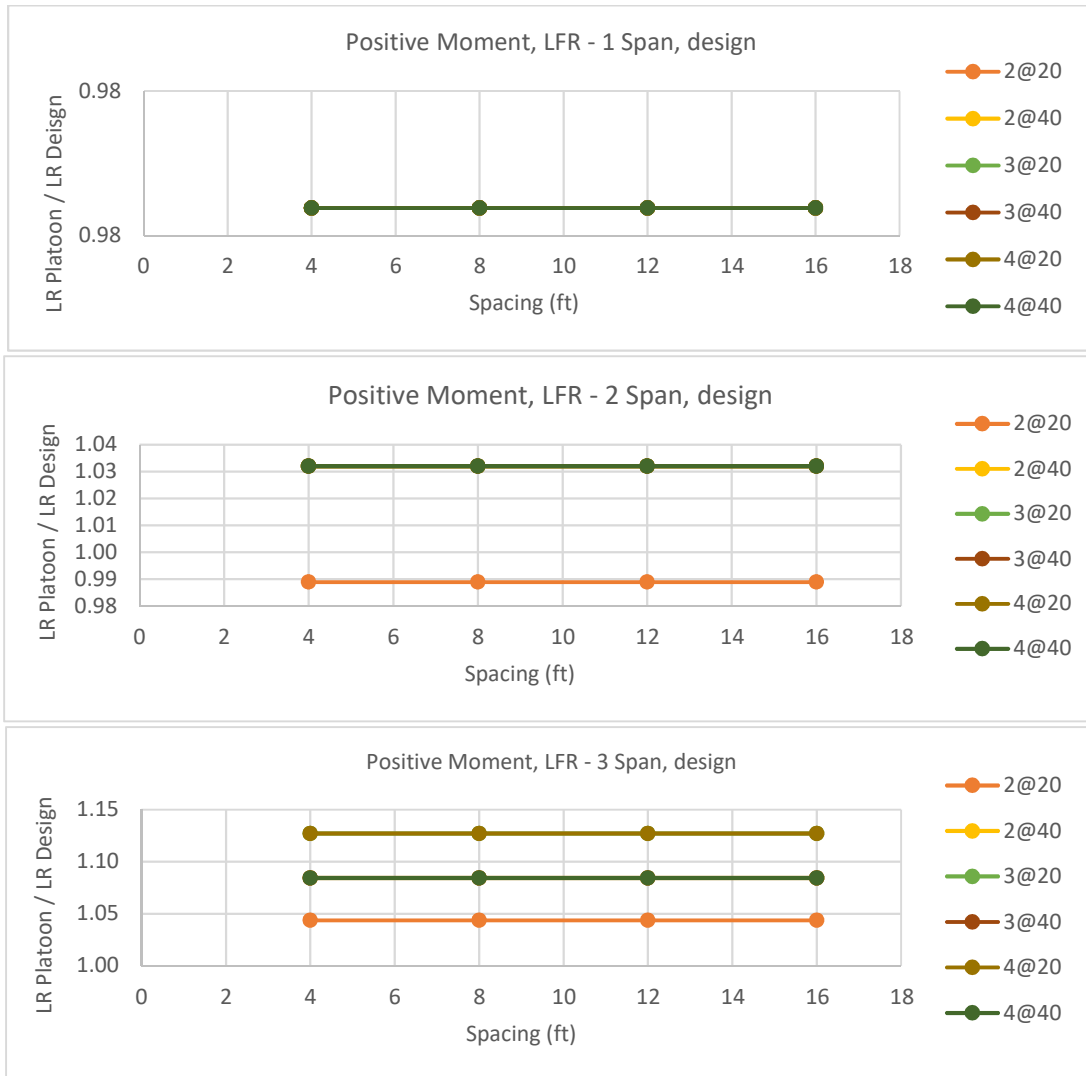 Positive Moment, LFR - 1 Span, design
LR Platoon / LR Deisgn
0.98
0.98
0 2 4 6 8 10 12 14 16 18
Spacing (ft)
2@20
2@40
3@20
3@40
4@20
4@40
Positive Moment, LFR - 2 Span, design
LR Platoon / LR Design
1.04
1.03
1.02
1.01
1.00
0.99
0.98
0 2 4 6 8 10 12 14 16 18
Spacing (ft)
2@20
2@40
3@20
3@40
4@20
4@40
Positive Moment, LFR - 3 Span, design
LR Platoon / LR Design
1.15
1.10
1.05
1.00
0 2 4 6 8 10 12 14 16 18
Spacing (ft)
2@20
2@40
3@20
3@40
4@20
4@40